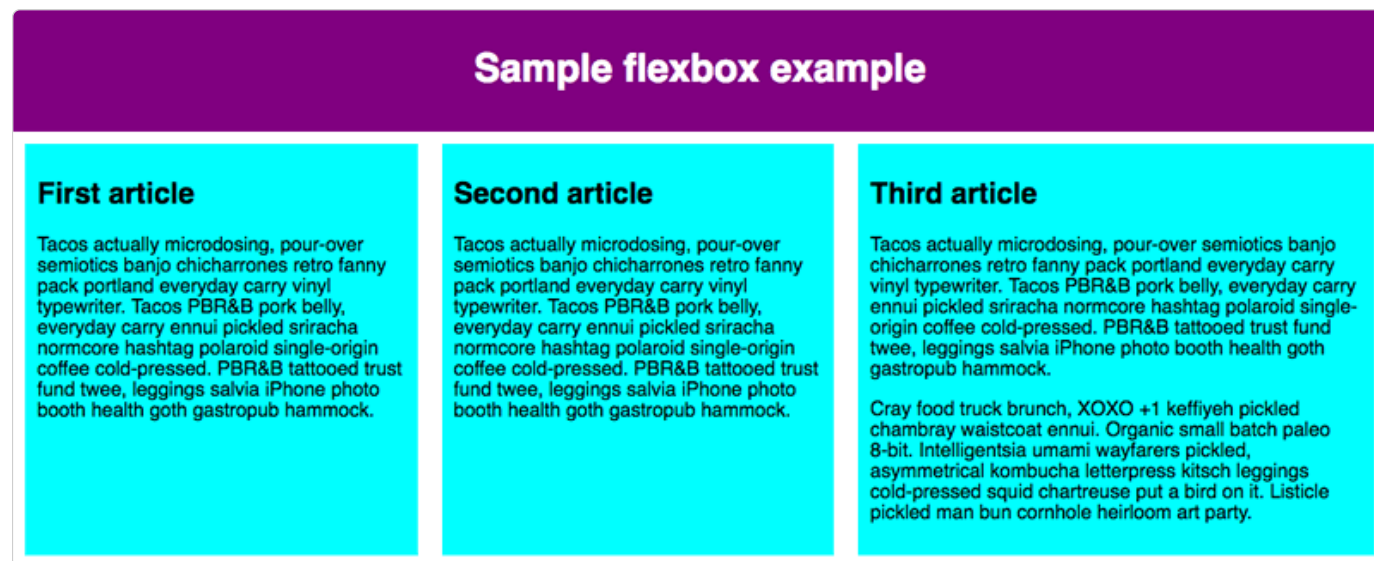 Sample flexbox example
First article
Tacos actually microdosing, pour-over
semiotics banjo chicharrones retro fanny
pack portland everyday carry vinyl
typewriter. Tacos PBR&B pork belly,
everyday carry ennui pickled sriracha
normcore hashtag polaroid single-origin
coffee cold-pressed. PBR&B tattooed trust
fund twee, leggings salvia iPhone photo
booth health goth gastropub hammock.
Second article
Tacos actually microdosing, pour-over
semiotics banjo chicharrones retro fanny
pack portland everyday carry vinyl
typewriter. Tacos PBR&B pork belly,
everyday carry ennui pickled sriracha
normcore hashtag polaroid single-origin
coffee cold-pressed. PBR&B tattooed trust
fund twee, leggings salvia iPhone photo
booth health goth gastropub hammock.
Third article
Tacos actually microdosing, pour-over semiotics banjo
chicharrones retro fanny pack portland everyday carry
vinyl typewriter. Tacos PBR&B pork belly, everyday carry
ennui pickled sriracha normcore hashtag polaroid single-
origin coffee cold-pressed. PBR&B tattooed trust fund
twee, leggings salvia iPhone photo booth health goth
gastropub hammock.
Cray food truck brunch, XOXO +1 keffiyeh pickled
chambray waistcoat ennui. Organic small batch paleo
8-bit. Intelligentsia umami wayfarers pickled,
asymmetrical kombucha letterpress kitsch leggings
cold-pressed squid chartreuse put a bird on it. Listicle
pickled man bun cornhole heirloom art party.